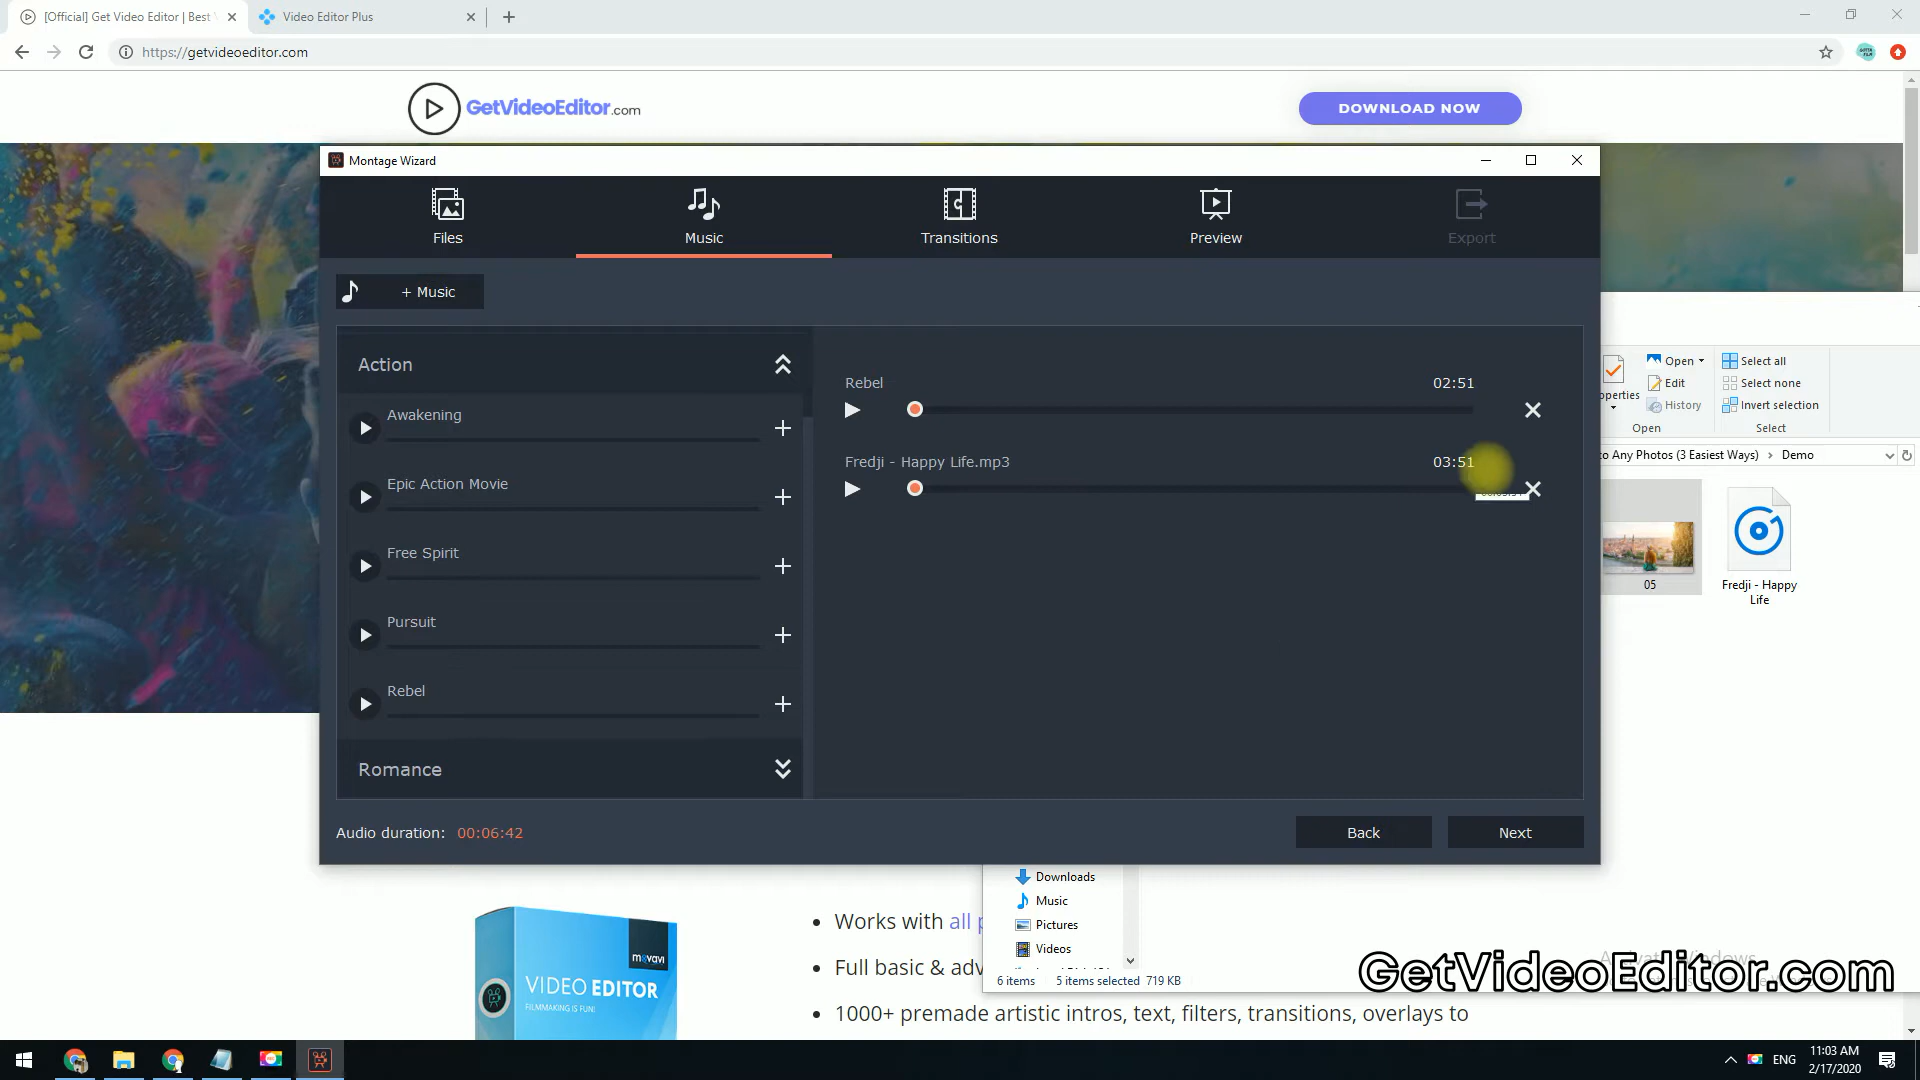 [Official] Get Video Editor | Best
Video Editor Plus
https://getvideoeditor.com
GetVideoEditor.com
DOWNLOAD NOW
Montage Wizard
Files
Music
Transitions
Preview
Export
+ Music
Action
Awakening
Epic Action Movie
Free Spirit
Pursuit
Rebel
Romance
Rebel
02:51
Fredji - Happy Life.mp3
03:51
Audio duration: 00:06:42
Back
Next
Open
Select all
Edit
Select none
History
Invert selection
Open
Select
to Any Photos (3 Easiest Ways) > Demo
05
Fredji - Happy
Life
Downloads
Music
Pictures
Videos
6 items 5 items selected 719 KB
Works with all
Full basic &
1000+ premade artistic intros, text, filters, transitions, overlays to
movavi
VIDEO EDITOR
FILMMAKING IS FUN!
GetVideoEditor.com
ENG
11:03 AM
2/17/2020